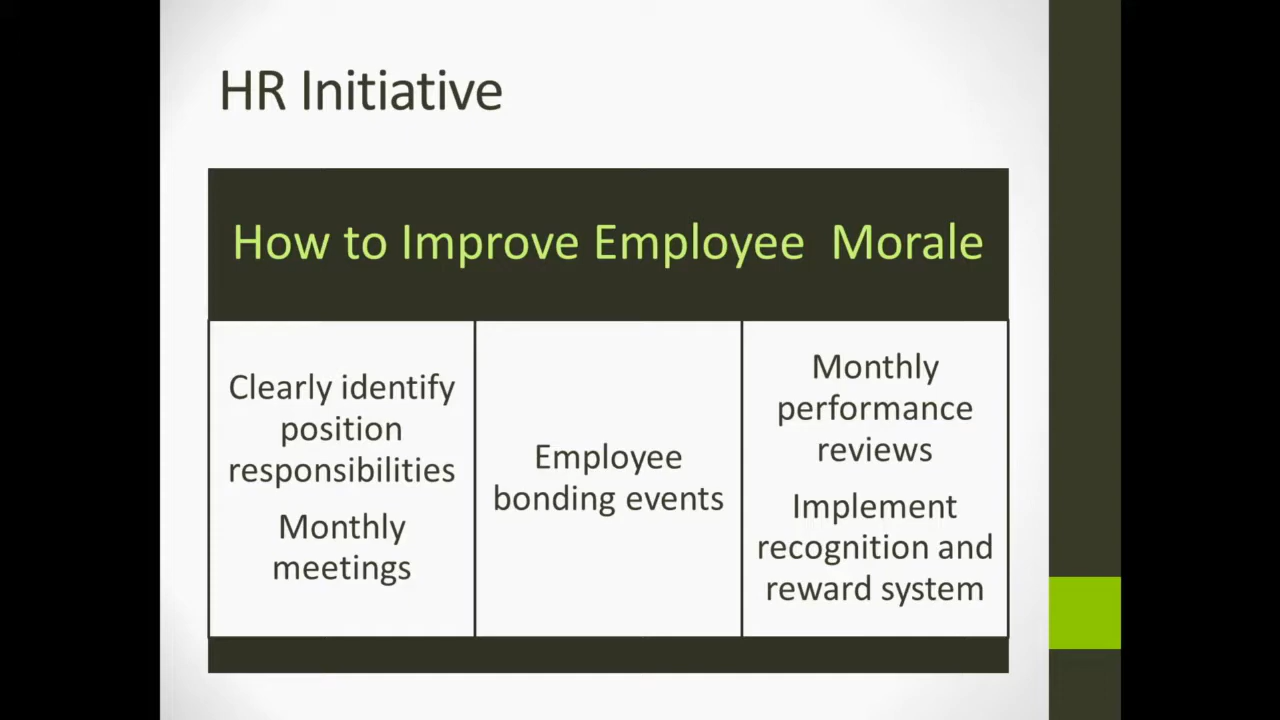 HR Initiative
How to Improve Employee  Morale
Clearly identify
position
responsibilities
Monthly
meetings
Employee
bonding events
Monthly
performance
reviews
Implement
recognition and
reward system